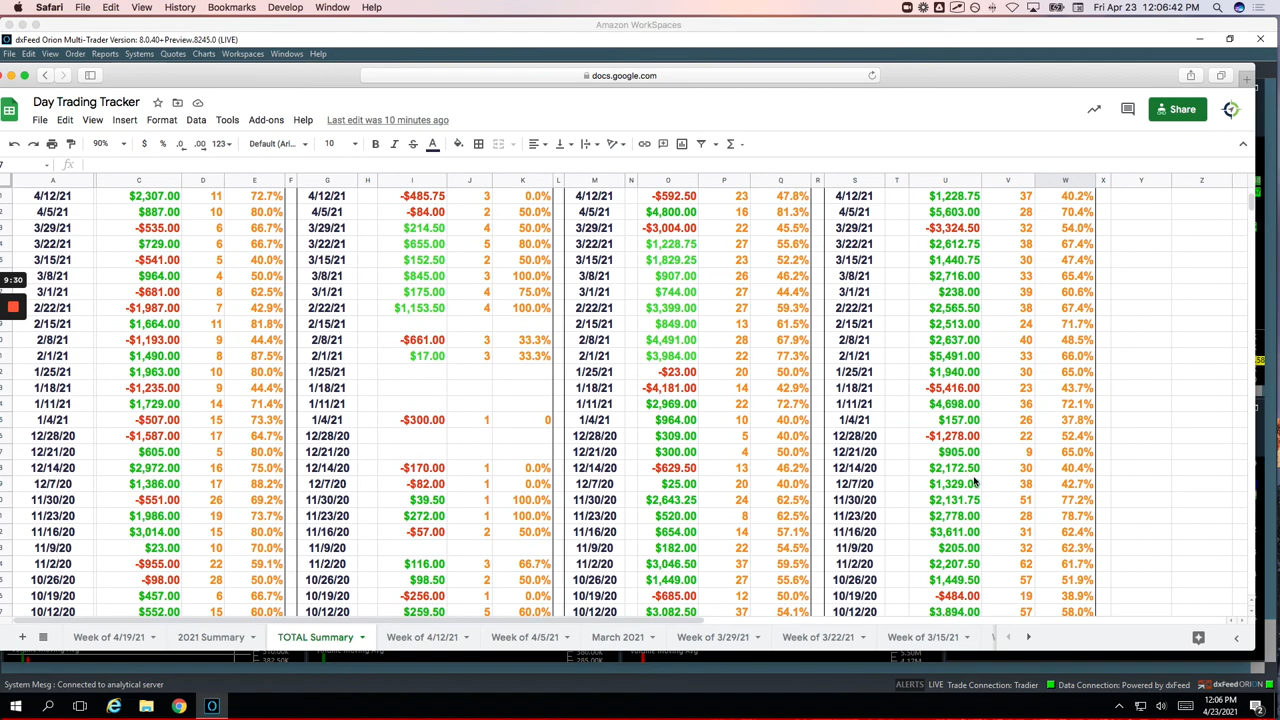 Safari File Edit View History Bookmarks Develop Window Help Fri Apr 23 12:06:42 PM
Amazon WorkSpaces
dxFeed Orion Multi-Trader Version: 8.0.40+Preview.8245.0 (LIVE)
File Edit View Order Reports Systems Quotes Charts Workspaces Windows Help
docs.google.com
Day Trading Tracker
Share
File Edit View Insert Format Data Tools Add-ons Help Last edit was 10 minutes ago
90% $ % .0 .00 123 Default (Ari... 10 B I S A
fx
A C D E F G H I J K L M N O P Q R S T U V W X Y Z
4/12/21 $2,307.00 11 72.7% 4/12/21 -$485.75 3 0.0% 4/12/21 -$592.50 23 47.8% 4/12/21 $1,228.75 37 40.2%
4/5/21 $887.00 10 80.0% 4/5/21 -$84.00 2 50.0% 4/5/21 $4,800.00 16 81.3% 4/5/21 $5,603.00 28 70.4%
3/29/21 -$535.00 6 66.7% 3/29/21 $214.50 4 50.0% 3/29/21 -$3,004.00 22 45.5% 3/29/21 -$3,324.50 32 54.0%
3/22/21 $729.00 6 66.7% 3/22/21 $655.00 5 80.0% 3/22/21 $1,228.75 27 55.6% 3/22/21 $2,612.75 38 67.4%
3/15/21 -$541.00 5 40.0% 3/15/21 $152.50 2 50.0% 3/15/21 $1,829.25 23 52.2% 3/15/21 $1,440.75 30 47.4%
3/8/21 $964.00 4 50.0% 3/8/21 $845.00 3 100.0% 3/8/21 $907.00 26 46.2% 3/8/21 $2,716.00 33 65.4%
9:30
3/1/21 -$681.00 8 62.5% 3/1/21 $175.00 4 75.0% 3/1/21 $744.00 27 44.4% 3/1/21 $238.00 39 60.6%
2/22/21 -$1,987.00 7 42.9% 2/22/21 $1,153.50 4 100.0% 2/22/21 $3,399.00 27 59.3% 2/22/21 $2,565.50 38 67.4%
2/15/21 $1,664.00 11 81.8% 2/15/21 2/15/21 $849.00 13 61.5% 2/15/21 $2,513.00 24 71.7%
2/8/21 -$1,193.00 9 44.4% 2/8/21 -$661.00 3 33.3% 2/8/21 $4,491.00 28 67.9% 2/8/21 $2,637.00 40 48.5%
2/1/21 $1,490.00 8 87.5% 2/1/21 $17.00 3 33.3% 2/1/21 $3,984.00 22 77.3% 2/1/21 $5,491.00 33 66.0%
1/25/21 $1,963.00 10 80.0% 1/25/21 1/25/21 -$23.00 20 50.0% 1/25/21 $1,940.00 30 65.0%
1/18/21 -$1,235.00 9 44.4% 1/18/21 1/18/21 -$4,181.00 14 42.9% 1/18/21 -$5,416.00 23 43.7%
1/11/21 $1,729.00 14 71.4% 1/11/21 1/11/21 $2,969.00 22 72.7% 1/11/21 $4,698.00 36 72.1%
1/4/21 -$507.00 15 73.3% 1/4/21 -$300.00 1 0 1/4/21 $964.00 10 40.0% 1/4/21 $157.00 26 37.8%
12/28/20 -$1,587.00 17 64.7% 12/28/20 12/28/20 $309.00 5 40.0% 12/28/20 -$1,278.00 22 52.4%
12/21/20 $605.00 5 80.0% 12/21/20 12/21/20 $300.00 4 50.0% 12/21/20 $905.00 9 65.0%
12/14/20 $2,972.00 16 75.0% 12/14/20 -$170.00 1 0.0% 12/14/20 -$629.50 13 46.2% 12/14/20 $2,172.50 30 40.4%
12/7/20 $1,386.00 17 88.2% 12/7/20 -$82.00 1 0.0% 12/7/20 $25.00 20 40.0% 12/7/20 $1,329.00 38 42.7%
11/30/20 -$551.00 26 69.2% 11/30/20 $39.50 1 100.0% 11/30/20 $2,643.25 24 62.5% 11/30/20 $2,131.75 51 77.2%
11/23/20 $1,986.00 19 73.7% 11/23/20 $272.00 1 100.0% 11/23/20 $520.00 8 62.5% 11/23/20 $2,778.00 28 78.7%
11/16/20 $3,014.00 15 80.0% 11/16/20 -$57.00 2 50.0% 11/16/20 $654.00 14 57.1% 11/16/20 $3,611.00 31 62.4%
11/9/20 $23.00 10 70.0% 11/9/20 11/9/20 $182.00 22 54.5% 11/9/20 $205.00 32 62.3%
11/2/20 -$955.00 22 59.1% 11/2/20 $116.00 3 66.7% 11/2/20 $3,046.50 37 59.5% 11/2/20 $2,207.50 62 61.7%
10/26/20 -$98.00 28 50.0% 10/26/20 $98.50 2 50.0% 10/26/20 $1,449.00 27 55.6% 10/26/20 $1,449.50 57 51.9%
10/19/20 $457.00 6 66.7% 10/19/20 -$256.00 1 0.0% 10/19/20 -$685.00 12 50.0% 10/19/20 -$484.00 19 38.9%
10/12/20 $552.00 15 60.0% 10/12/20 $259.50 5 60.0% 10/12/20 $3,082.50 37 54.1% 10/12/20 $3,894.00 57 58.0%
Week of 4/19/21 2021 Summary TOTAL Summary Week of 4/12/21 Week of 4/5/21 March 2021 Week of 3/29/21 Week of 3/22/21 Week of 3/15/21
System Mesg : Connected to analytical server ALERTS LIVE Trade Connection: Tradier Data Connection: Powered by dxFeed dxFeed ORION
12:06 PM
4/23/2021